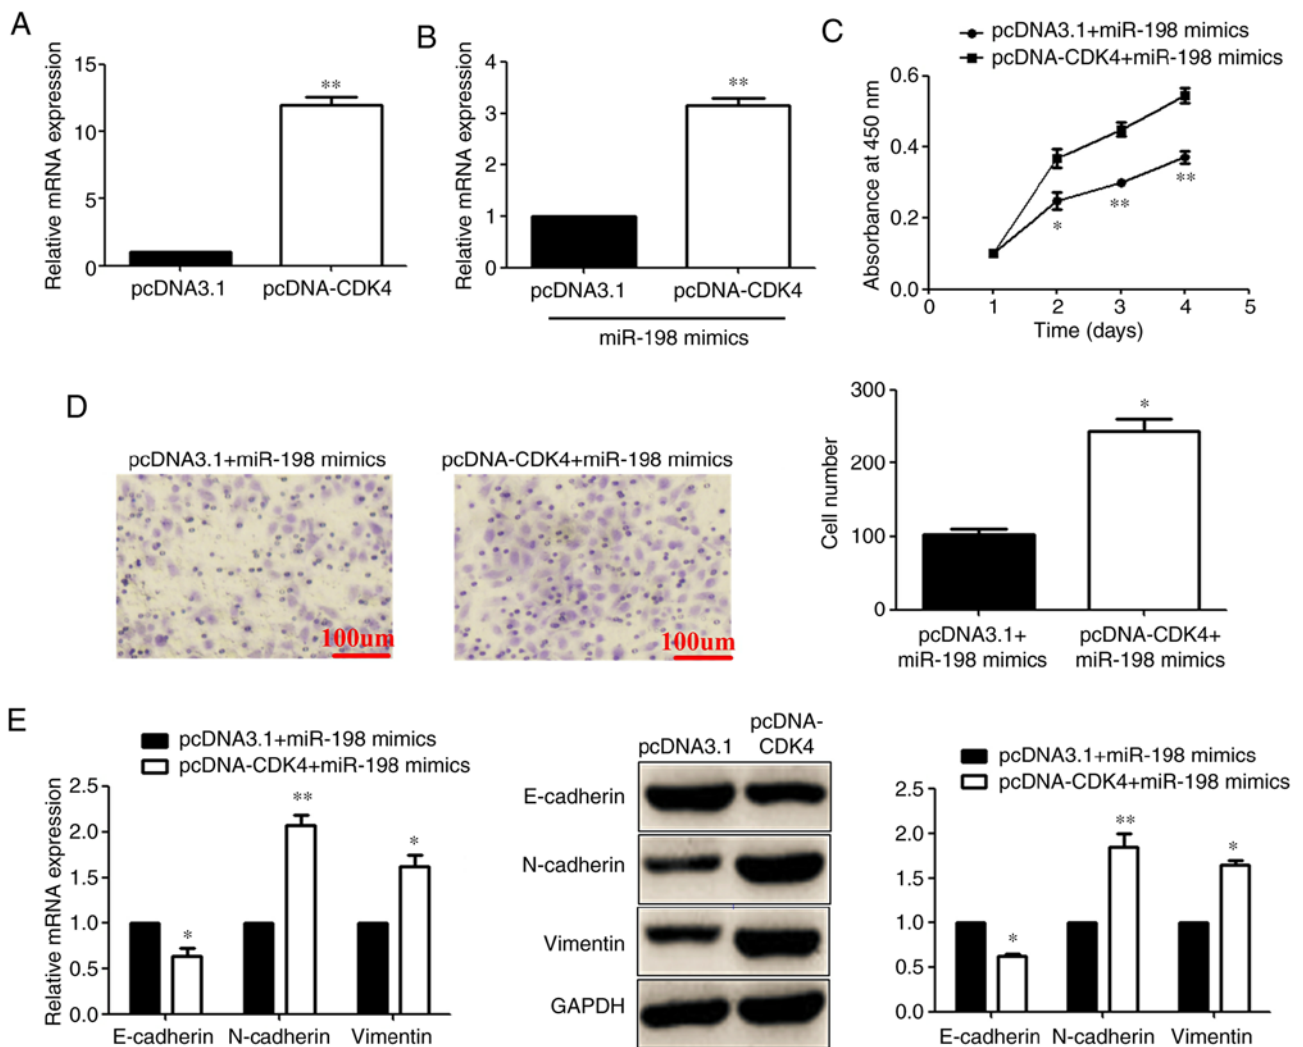 A
Relative mRNA expression
15
10
5
0
**
pcDNA3.1
pcDNA-CDK4
B
Relative mRNA expression
4
3
2
1
0
**
pcDNA3.1
pcDNA-CDK4
miR-198 mimics
C
pcDNA3.1+miR-198 mimics
pcDNA-CDK4+miR-198 mimics
Absorbance at 450 nm
0.6
0.4
0.2
0.0
*
**
**
0
1
2
3
4
5
Time (days)
D
pcDNA3.1+miR-198 mimics
100um
pcDNA-CDK4+miR-198 mimics
100um
Cell number
300
200
100
0
*
pcDNA3.1+
miR-198 mimics
pcDNA-CDK4+
miR-198 mimics
E
pcDNA3.1+miR-198 mimics
pcDNA-CDK4+miR-198 mimics
Relative mRNA expression
2.5
2.0
1.5
1.0
0.5
0.0
*
**
*
E-cadherin
N-cadherin
Vimentin
pcDNA3.1
pcDNA-
CDK4
E-cadherin
N-cadherin
Vimentin
GAPDH
pcDNA3.1+miR-198 mimics
pcDNA-CDK4+miR-198 mimics
2.5
2.0
1.5
1.0
0.5
0.0
*
**
*
E-cadherin
N-cadherin
Vimentin